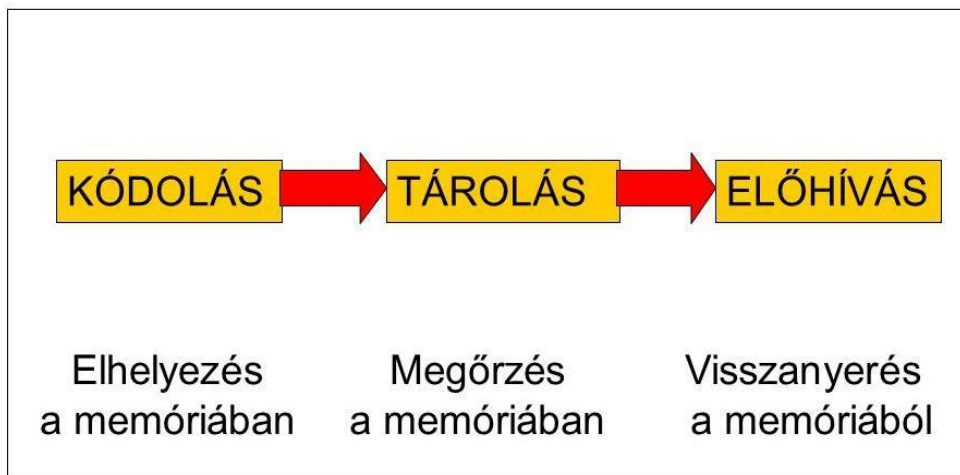 KÓDOLÁS
TÁROLÁS
ELŐHÍVÁS
Elhelyezés
a memóriában
Megőrzés
a memóriában
Visszanyerés
a memóriából